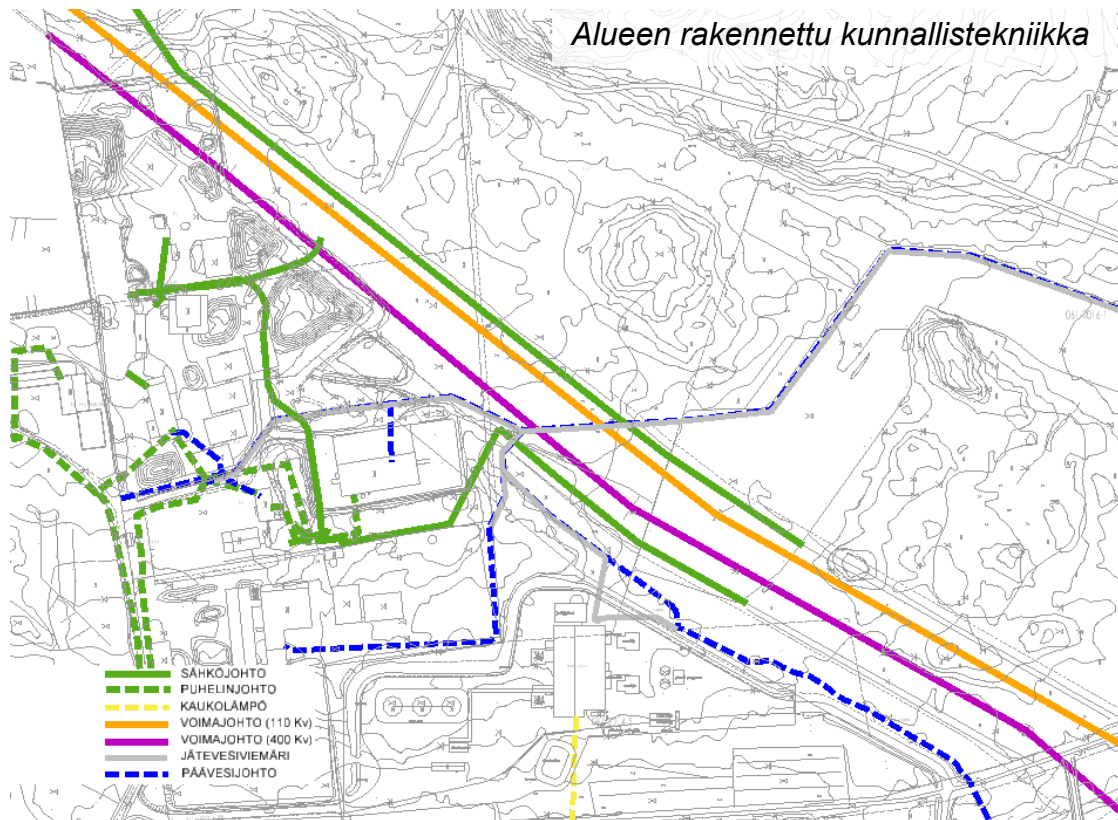 Alueen rakennettu kunnallistekniikka
SÄHKÖJOHTO
PUHELINJOHTO
KAUKOLÄMPÖ
VOIMAJOHTO (110 Kv)
VOIMAJOHTO (400 Kv)
JÄTEVESIVIEMÄRI
PÄÄVESIJOHTO